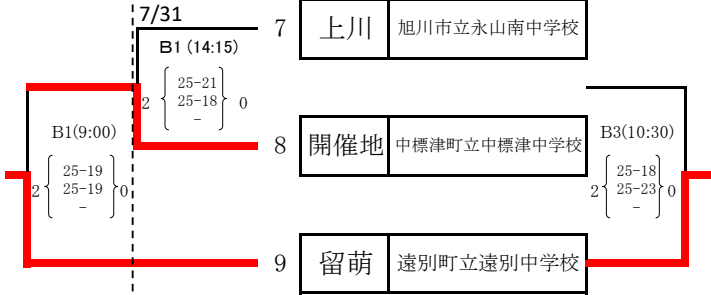 7/31
7 上川 旭川市立永山南中学校
B1 (14:15)
25-21
2 25-18 0
-
B1(9:00)
8 開催地 中標津町立中標津中学校
B3(10:30)
25-19
2 25-19 0
-
25-18
2 25-23 0
-
9 留萌 遠別町立遠別中学校